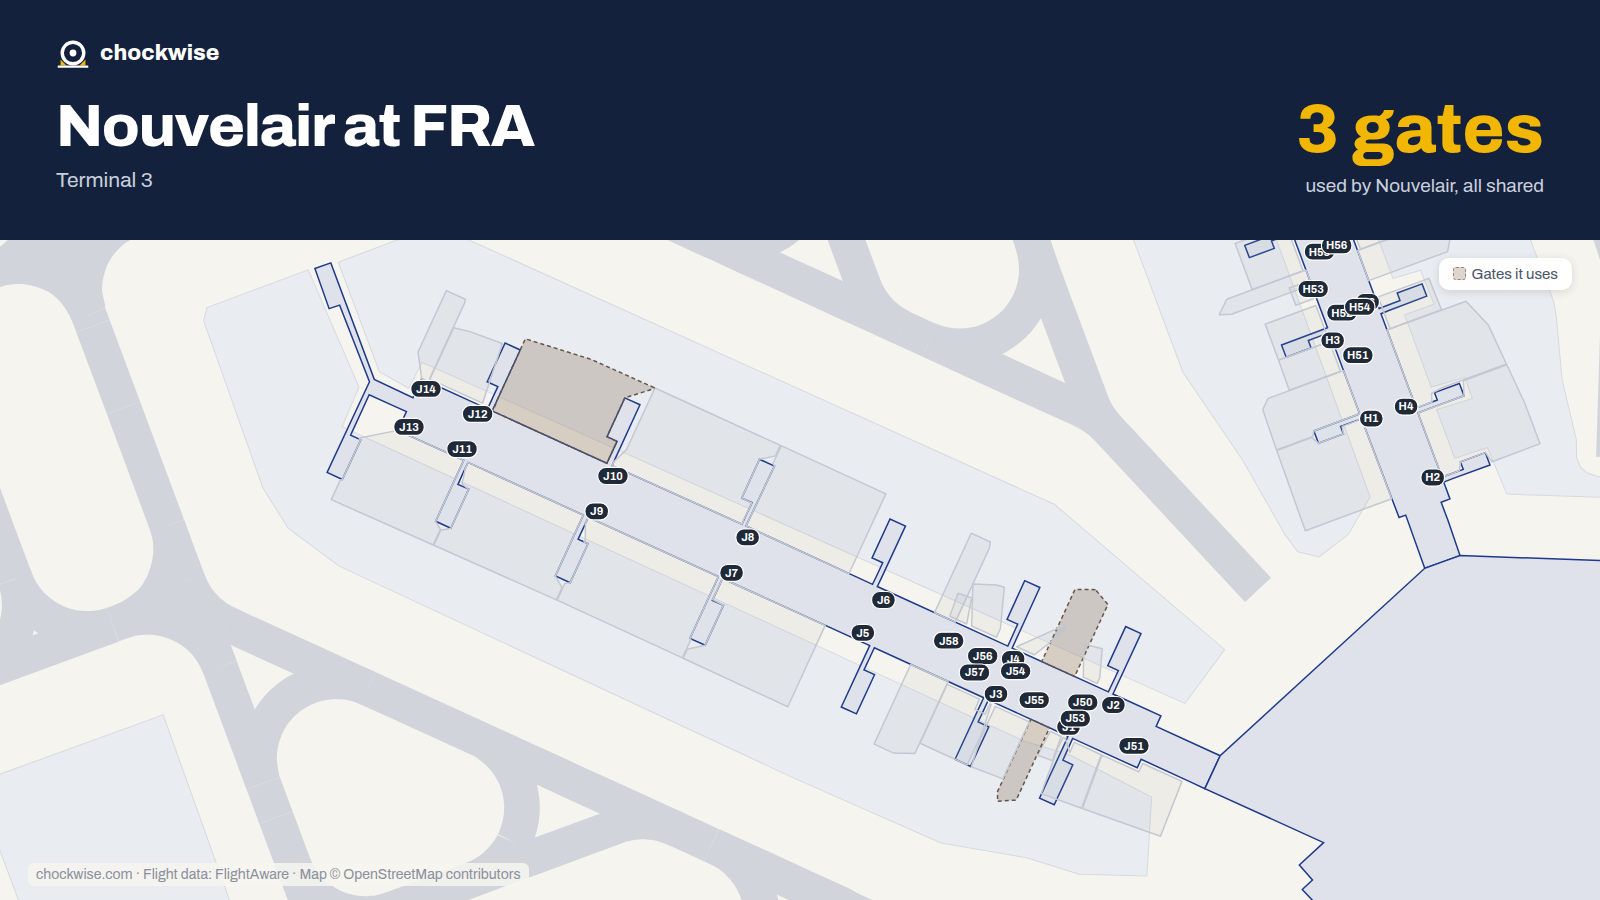 chockwise
Nouvelair at FRA
Terminal 3
3 gates
used by Nouvelair, all shared
Gates it uses
H56
H53
H54
H3
H51
H4
H1
H2
J14
J12
J13
J11
J10
J9
J8
J7
J6
J5
J58
J56
J4
J57
J54
J3
J55
J50
J2
J53
J51
chockwise.com · Flight data: FlightAware · Map © OpenStreetMap contributors